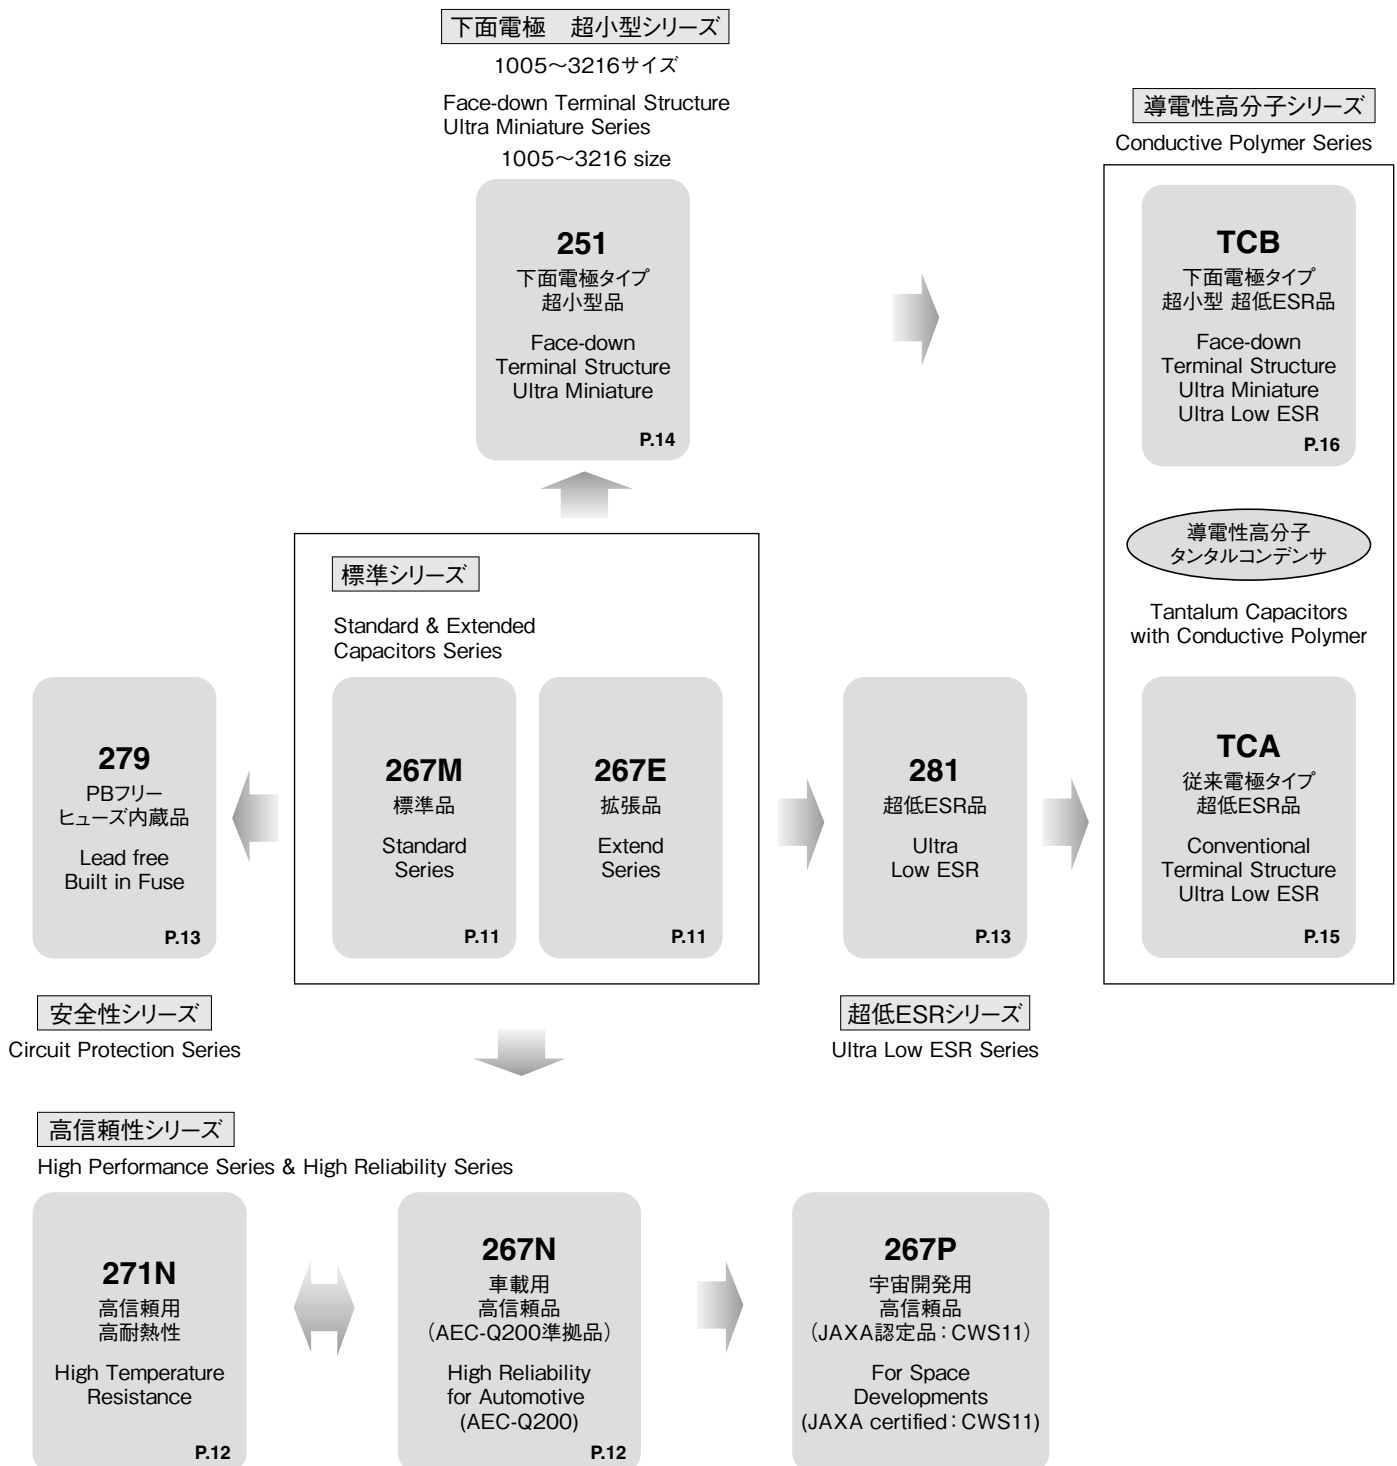 下面電極　超小型シリーズ
1005～3216サイズ
Face-down Terminal Structure
Ultra Miniature Series
1005～3216 size
251
下面電極タイプ
超小型品
Face-down
Terminal Structure
Ultra Miniature
P.14
導電性高分子シリーズ
Conductive Polymer Series
TCB
下面電極タイプ
超小型 超低ESR品
Face-down
Terminal Structure
Ultra Miniature
Ultra Low ESR
P.16
導電性高分子
タンタルコンデンサ
Tantalum Capacitors
with Conductive Polymer
TCA
従来電極タイプ
超低ESR品
Conventional
Terminal Structure
Ultra Low ESR
P.15
標準シリーズ
Standard & Extended
Capacitors Series
267M
標準品
Standard
Series
P.11
267E
拡張品
Extend
Series
P.11
279
PBフリー
ヒューズ内蔵品
Lead free
Built in Fuse
P.13
安全性シリーズ
Circuit Protection Series
281
超低ESR品
Ultra
Low ESR
P.13
超低ESRシリーズ
Ultra Low ESR Series
高信頼性シリーズ
High Performance Series & High Reliability Series
271N
高信頼用
高耐熱性
High Temperature
Resistance
P.12
267N
車載用
高信頼品
（AEC-Q200準拠品）
High Reliability
for Automotive
(AEC-Q200)
P.12
267P
宇宙開発用
高信頼品
（JAXA認定品：CWS11）
For Space
Developments
(JAXA certified：CWS11)